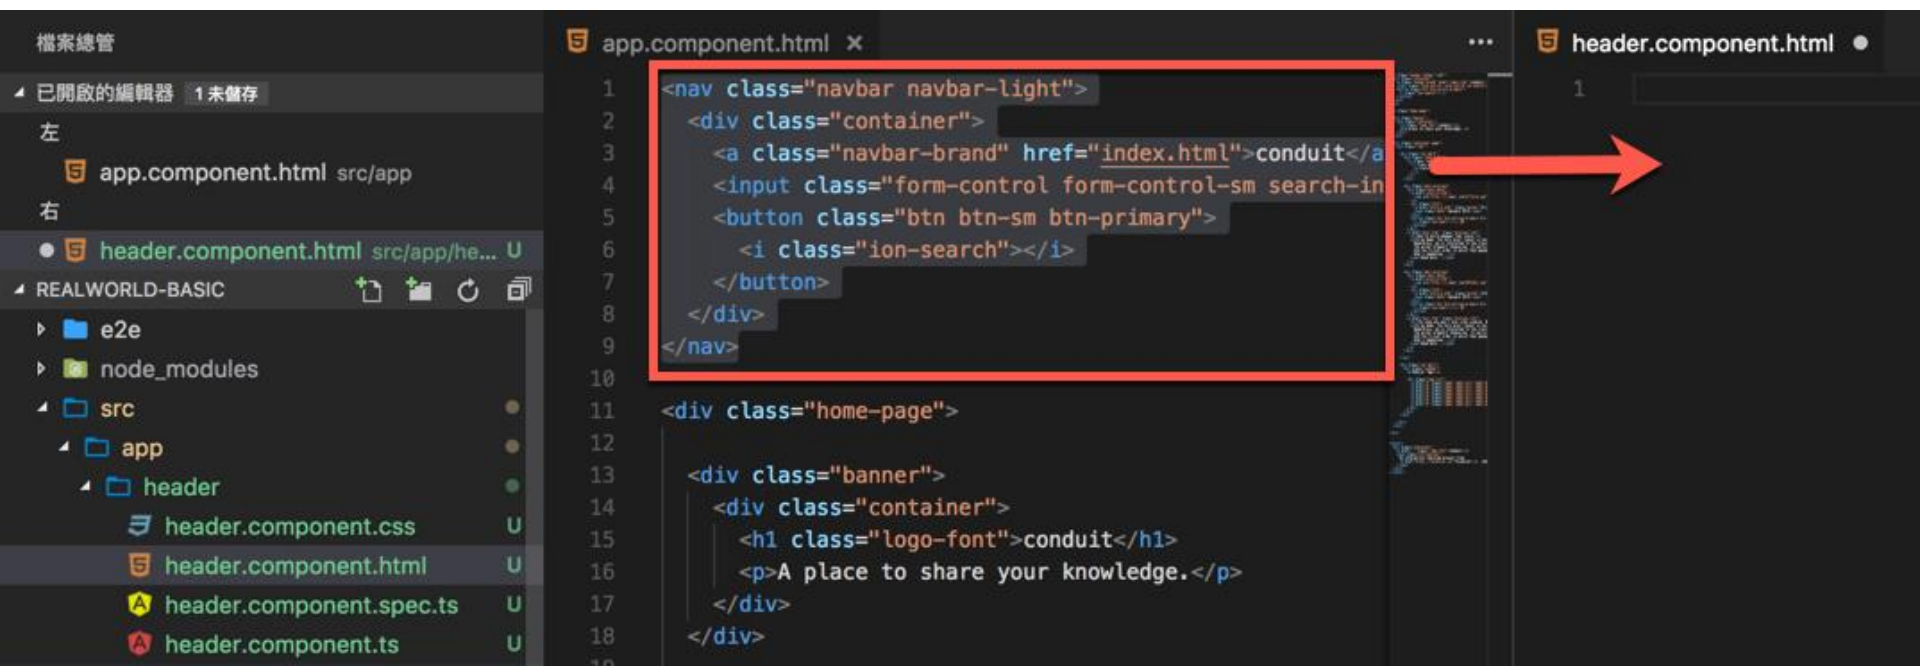 檔案總管
已開啟的編輯器 1 未儲存
左
app.component.html src/app
右
header.component.html src/app/he... U
REALWORLD-BASIC
e2e
node_modules
src
app
header
header.component.css U
header.component.html U
header.component.spec.ts U
header.component.ts U
app.component.html ×
1 <nav class="navbar navbar-light">
2 <div class="container">
3 <a class="navbar-brand" href="index.html">conduit</a
4 <input class="form-control form-control-sm search-in
5 <button class="btn btn-sm btn-primary">
6 <i class="ion-search"></i>
7 </button>
8 </div>
9 </nav>
10
11 <div class="home-page">
12
13 <div class="banner">
14 <div class="container">
15 <h1 class="logo-font">conduit</h1>
16 <p>A place to share your knowledge.</p>
17 </div>
18 </div>
header.component.html
1